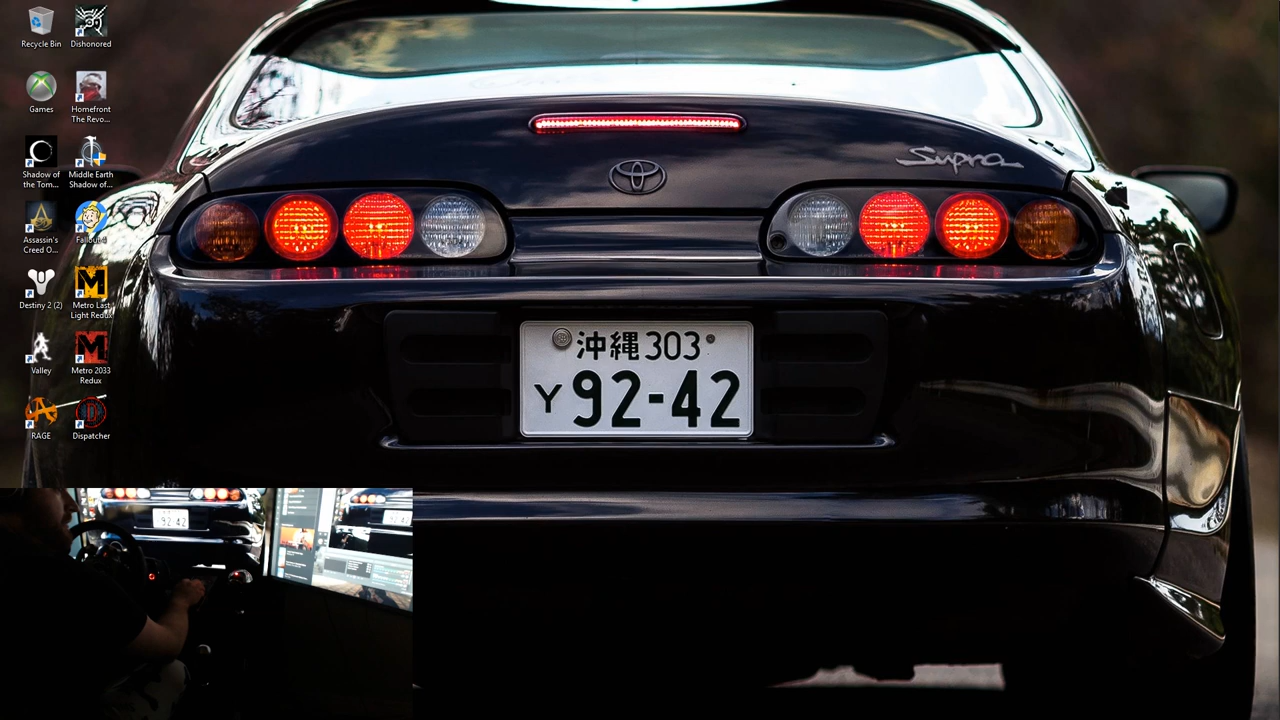 Recycle Bin
Dishonored
Games
Homefront
The Revo...
Shadow of
the Tom...
Middle Earth
Shadow of...
Assassin's
Creed O...
Fallout 4
Destiny 2 (2)
Metro Last
Light Redux
Valley
Metro 2033
Redux
RAGE
Dispatcher
Supra
沖縄 303
Y 92-42
92-42